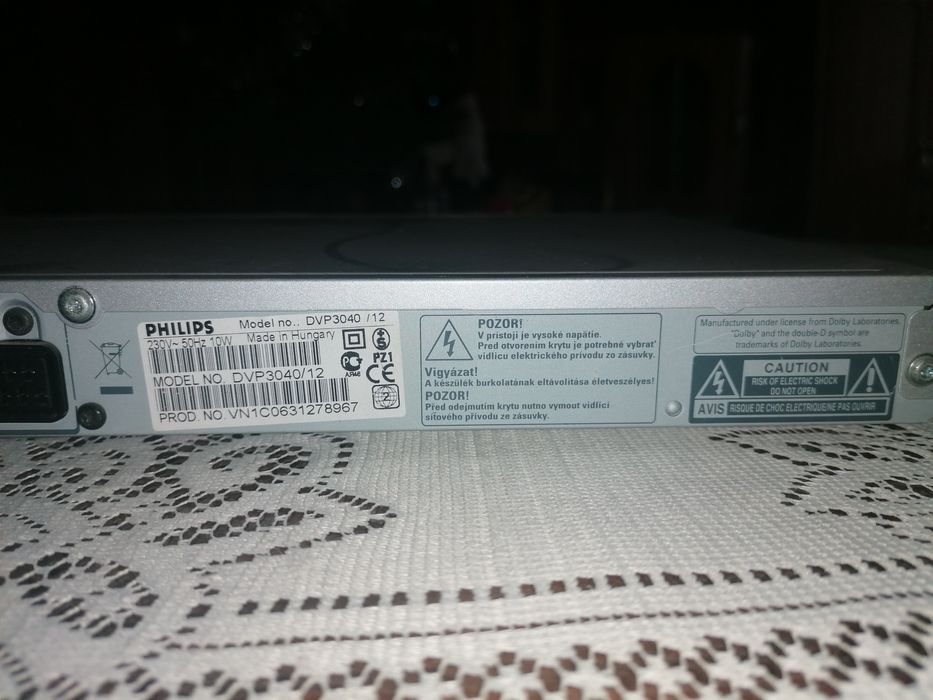 PHILIPS Model no.. DVP3040 /12
230V~ 50Hz 10W Made in Hungary
MODEL NO. DVP3040/12
PROD. NO. VN1C0631278967
PZ1
CE
2
POZOR!
V prístoji je vysoké napätie.
Pred otvorením krytu je potrebné vybrat'
vidlicu elektrického prívodu zo zásuvky.
Vigyázat!
A készülék burkolatának eltávolítása életveszélyes!
POZOR!
Před odejmutím krytu nutno vymout vidlicí
síťového přívodu ze zásuvky.
Manufactured under license from Dolby Laboratories.
"Dolby" and the double-D symbol are
trademarks of Dolby Laboratories.
CAUTION
RISK OF ELECTRIC SHOCK
DO NOT OPEN
AVIS RISQUE DE CHOC ELECTRIQUE/NE PAS OUVRIR